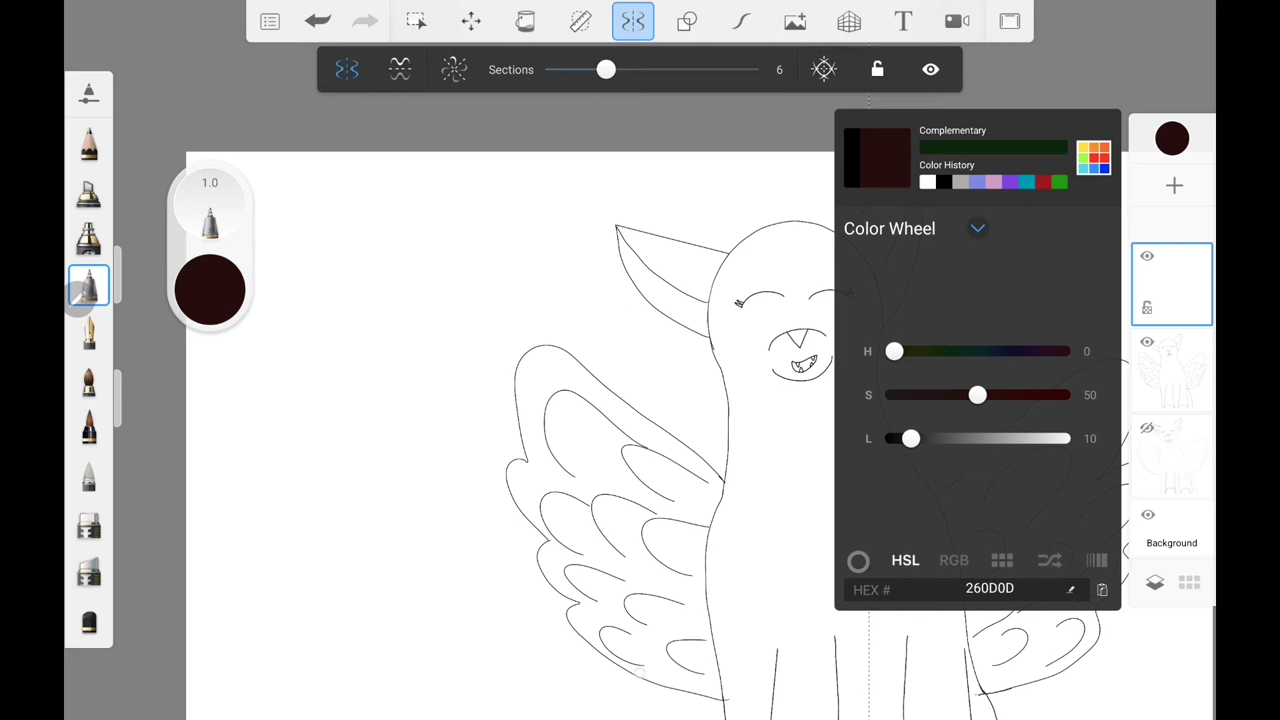 Sections 6
1.0
Complementary
Color History
Color Wheel
H 0
S 50
L 10
HSL RGB
HEX # 260D0D
Background
T